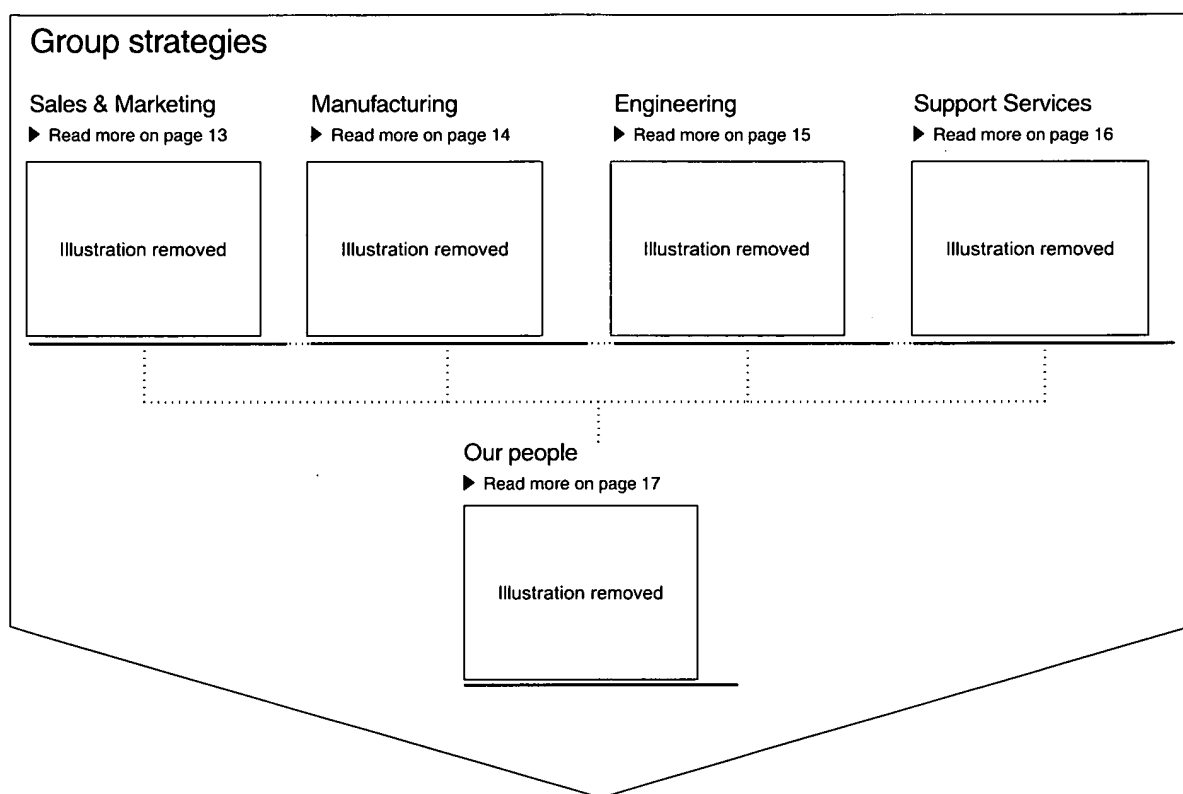 Group strategies
Sales & Marketing
▶ Read more on page 13
Illustration removed
Manufacturing
▶ Read more on page 14
Illustration removed
Engineering
▶ Read more on page 15
Illustration removed
Support Services
▶ Read more on page 16
Illustration removed
Our people
▶ Read more on page 17
Illustration removed